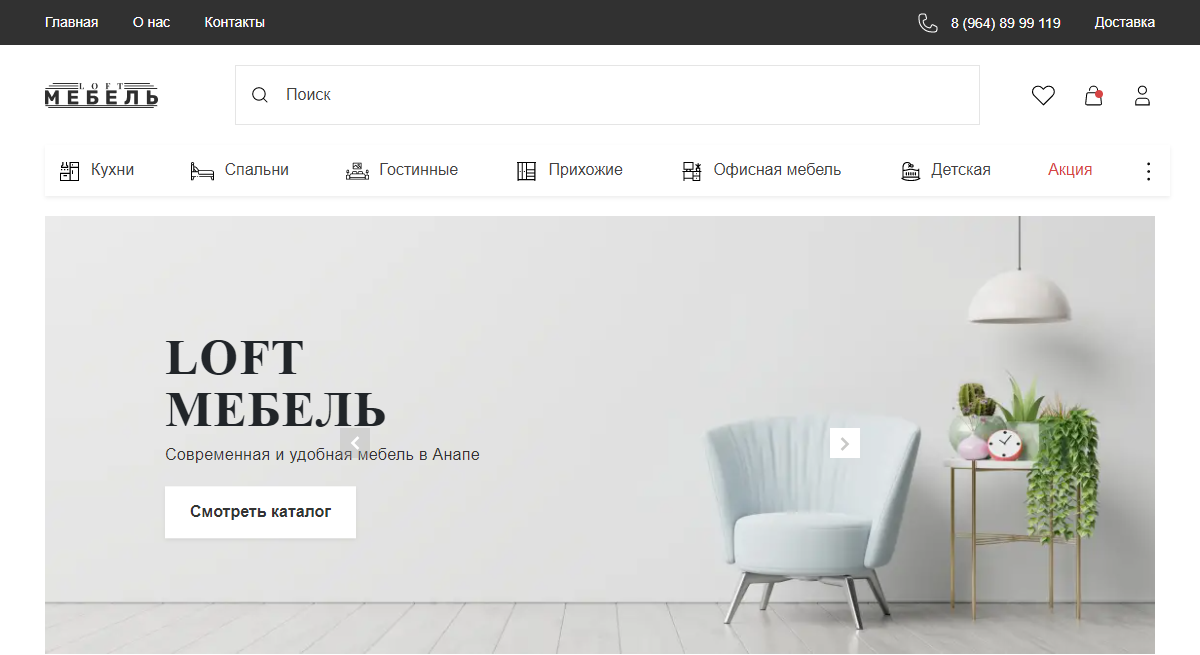 Главная О нас Контакты 8 (964) 89 99 119 Доставка
LOFT
МЕБЕЛЬ
Поиск
Кухни Спальни Гостинные Прихожие Офисная мебель Детская Акция
LOFT
МЕБЕЛЬ
Современная и удобная мебель в Анапе
Смотреть каталог